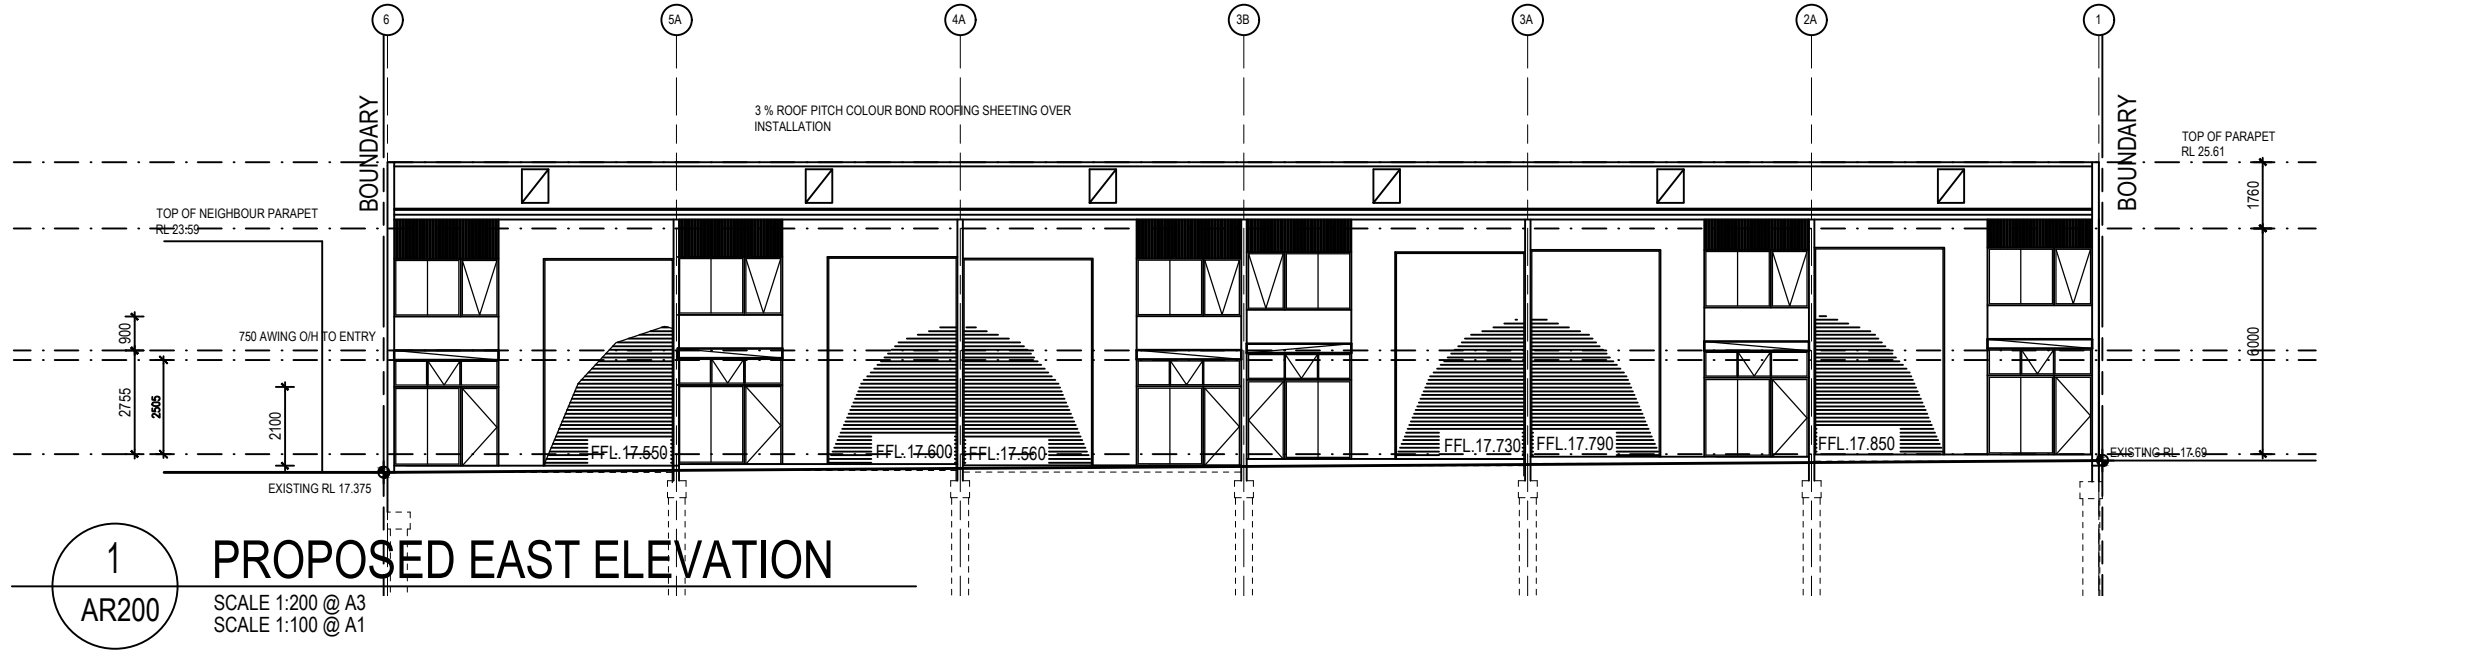 6 5A 4A 3B 3A 2A 1
BOUNDARY
BOUNDARY
3 % ROOF PITCH COLOUR BOND ROOFING SHEETING OVER
INSTALLATION
TOP OF PARAPET
RL 25.61
1760
6000
TOP OF NEIGHBOUR PARAPET
RL 23:59
750 AWING O/H TO ENTRY
900
2755
2505
2100
FFL.17.550
FFL.17.600
FFL.17.560
FFL.17.730
FFL.17.790
FFL.17.850
EXISTING RL 17.69
EXISTING RL 17.375
1
AR200
PROPOSED EAST ELEVATION
SCALE 1:200 @ A3
SCALE 1:100 @ A1